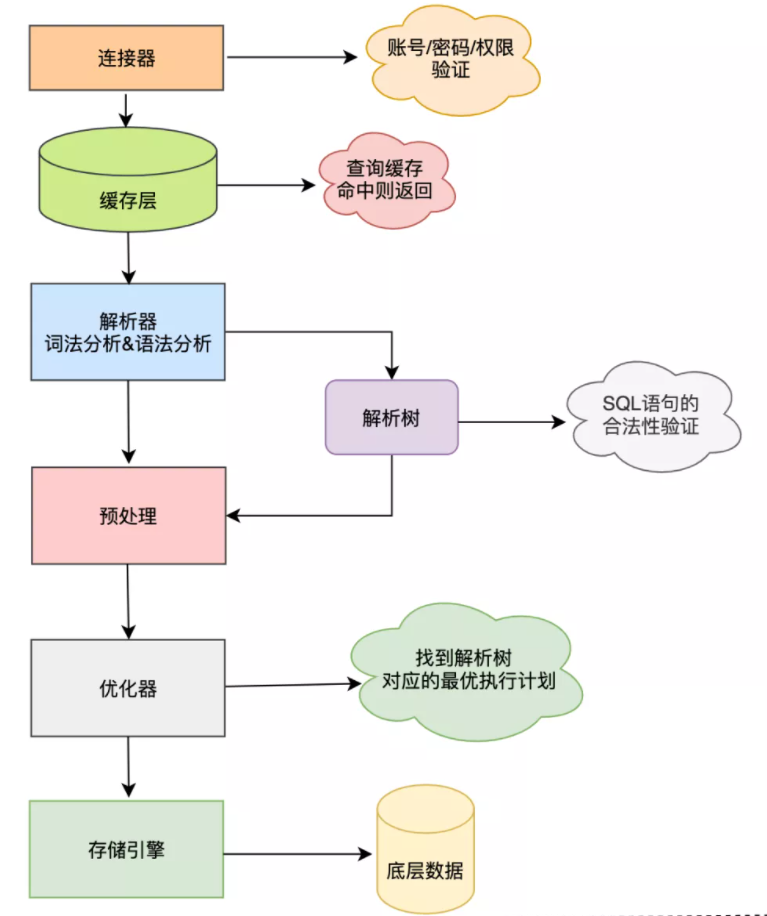 连接器
账号/密码/权限
验证
缓存层
查询缓存
命中则返回
解析器
词法分析&语法分析
解析树
SQL语句的
合法性验证
预处理
优化器
找到解析树
对应的最优执行计划
存储引擎
底层数据